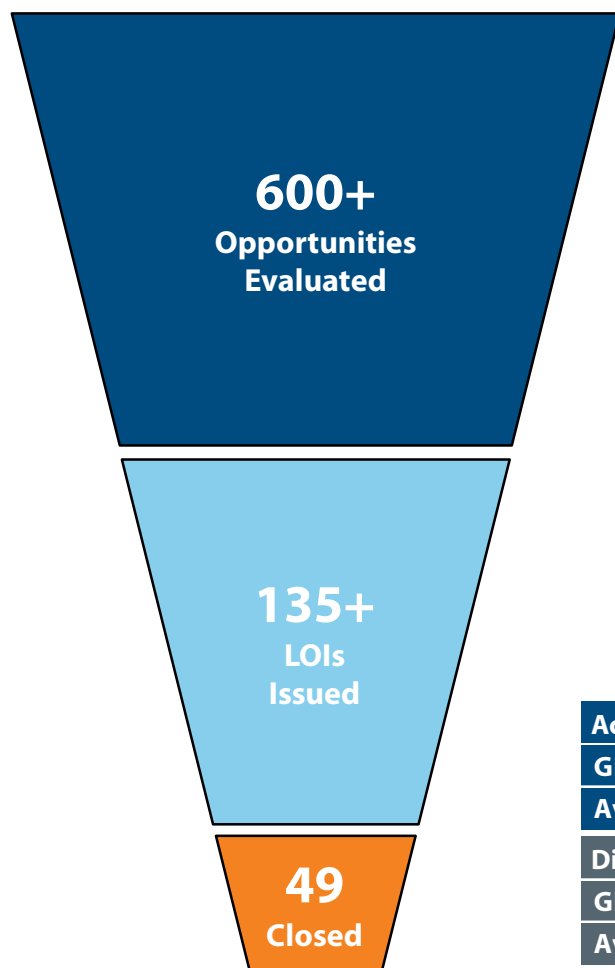 600+
Opportunities
Evaluated
135+
LOIs
Issued
49
Closed